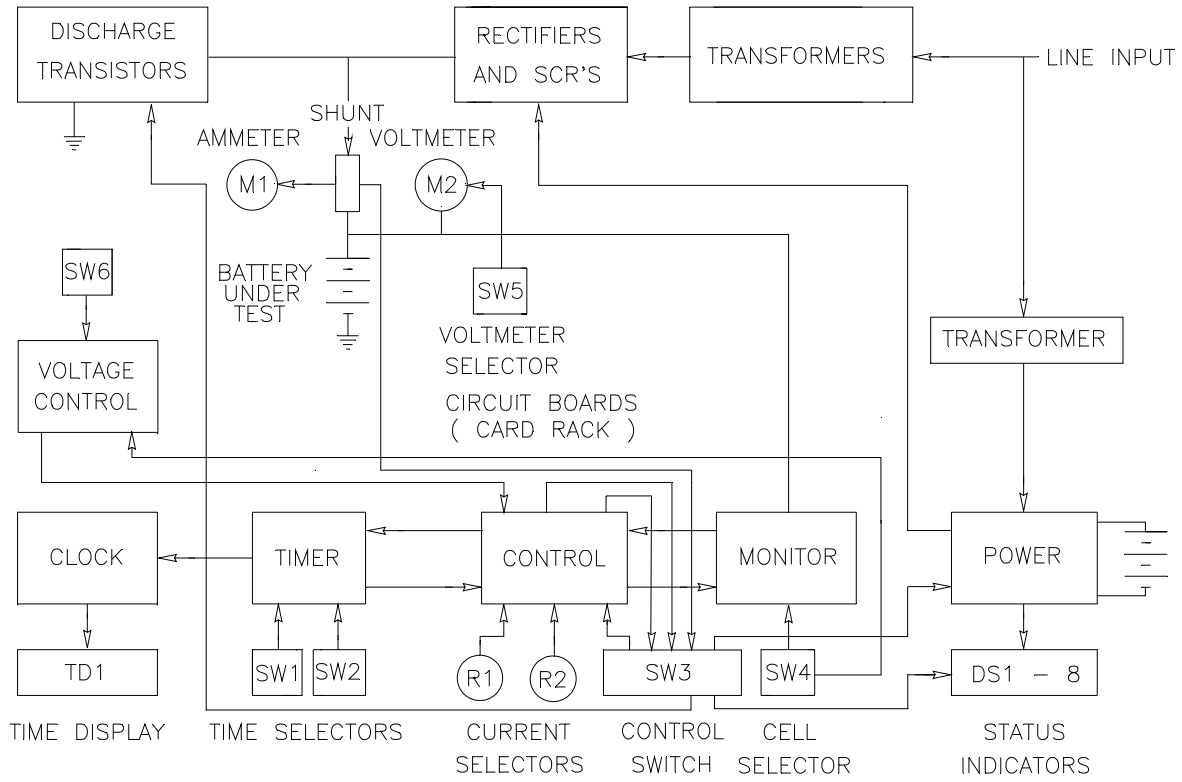 DISCHARGE
TRANSISTORS
RECTIFIERS
AND SCR'S
TRANSFORMERS
LINE INPUT
SHUNT
AMMETER
VOLTMETER
M1
M2
SW6
BATTERY
UNDER
TEST
SW5
VOLTMETER
SELECTOR
TRANSFORMER
VOLTAGE
CONTROL
CIRCUIT BOARDS
( CARD RACK )
CLOCK
TIMER
CONTROL
MONITOR
POWER
TD1
SW1
SW2
R1
R2
SW3
SW4
DS1 - 8
TIME DISPLAY
TIME SELECTORS
CURRENT
SELECTORS
CONTROL
SWITCH
CELL
SELECTOR
STATUS
INDICATORS